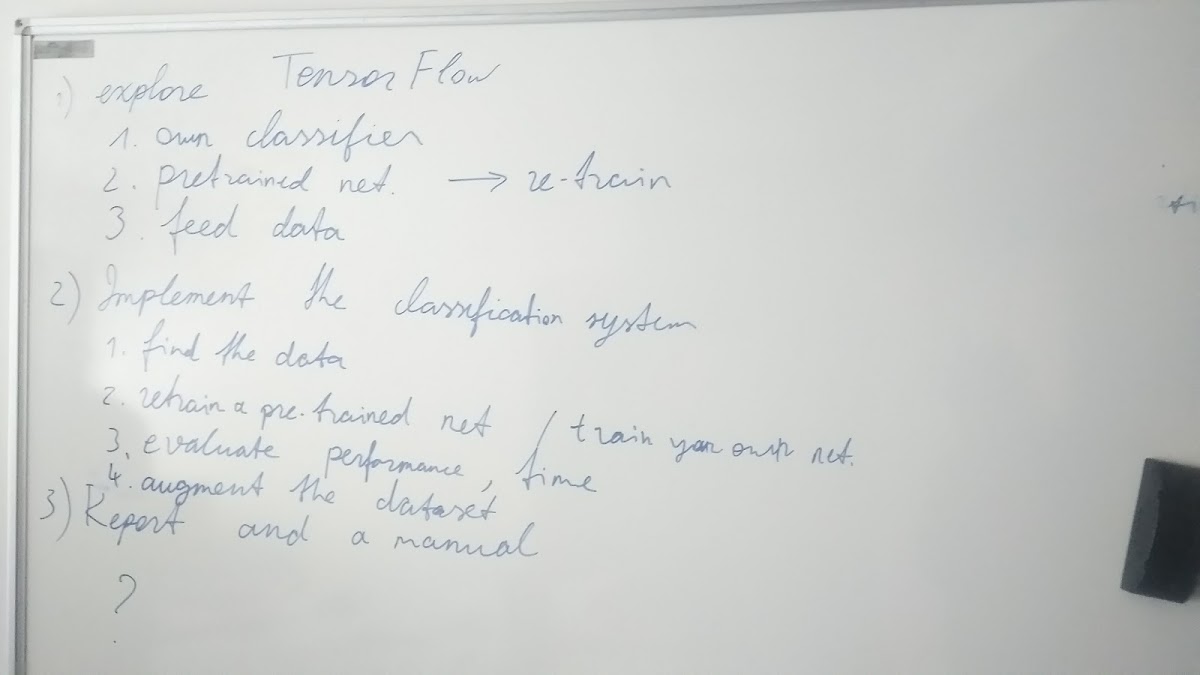 1) explore TensorFlow
1. own classifier
2. pretrained net. → re-train
3. feed data
2) Implement the classification system
1. find the data
2. retrain a pre-trained net / train your own net.
3. evaluate performance, time
4. augment the dataset
3) Report and a manual
?